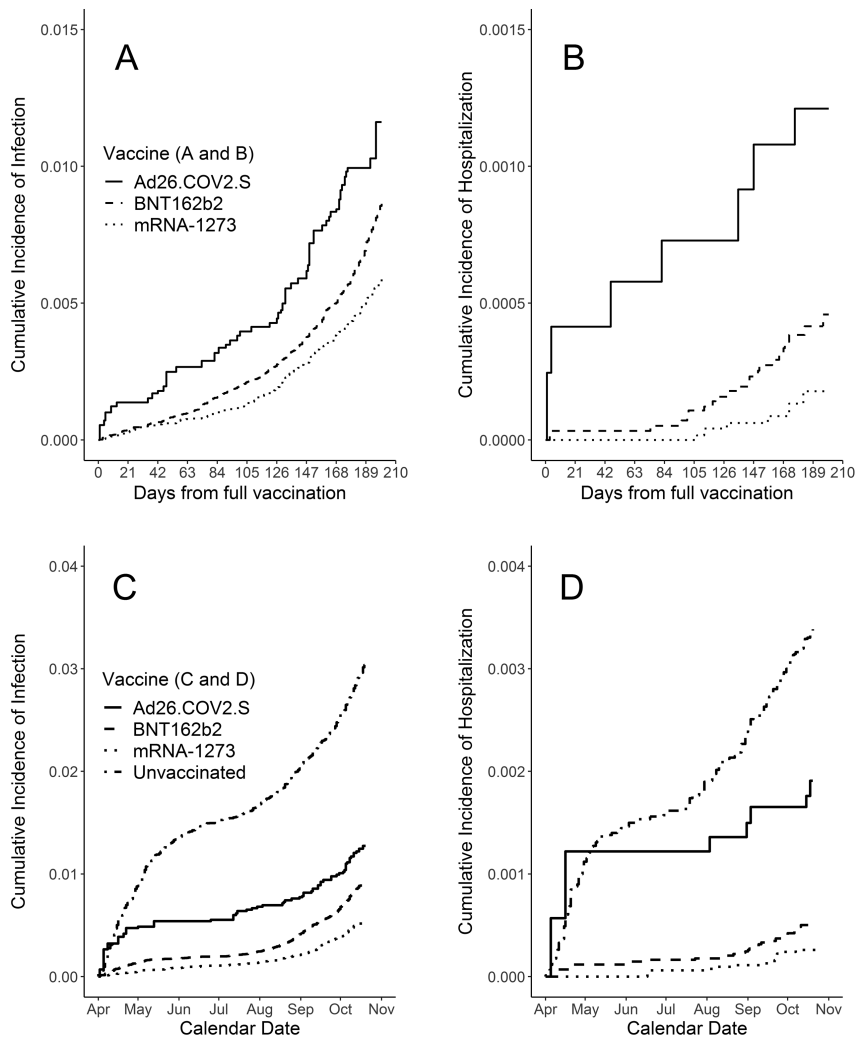 A
Cumulative Incidence of Infection
0.015
0.010
0.005
0.000
Vaccine (A and B)
Ad26.COV2.S
BNT162b2
mRNA-1273
0 21 42 63 84 105 126 147 168 189 210
Days from full vaccination
B
Cumulative Incidence of Hospitalization
0.0015
0.0010
0.0005
0.0000
0 21 42 63 84 105 126 147 168 189 210
Days from full vaccination
C
Cumulative Incidence of Infection
0.04
0.03
0.02
0.01
0.00
Vaccine (C and D)
Ad26.COV2.S
BNT162b2
mRNA-1273
Unvaccinated
Apr May Jun Jul Aug Sep Oct Nov
Calendar Date
D
Cumulative Incidence of Hospitalization
0.004
0.003
0.002
0.001
0.000
Apr May Jun Jul Aug Sep Oct Nov
Calendar Date